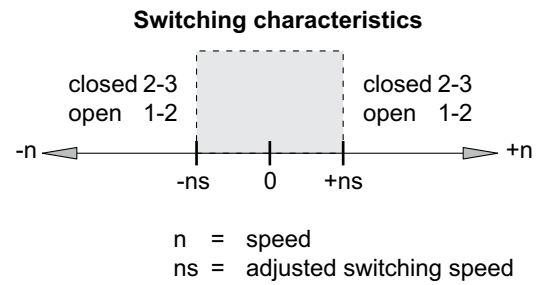 Switching characteristics
closed 2-3
open 1-2
closed 2-3
open 1-2
-n
+n
-ns
0
+ns
n = speed
ns = adjusted switching speed